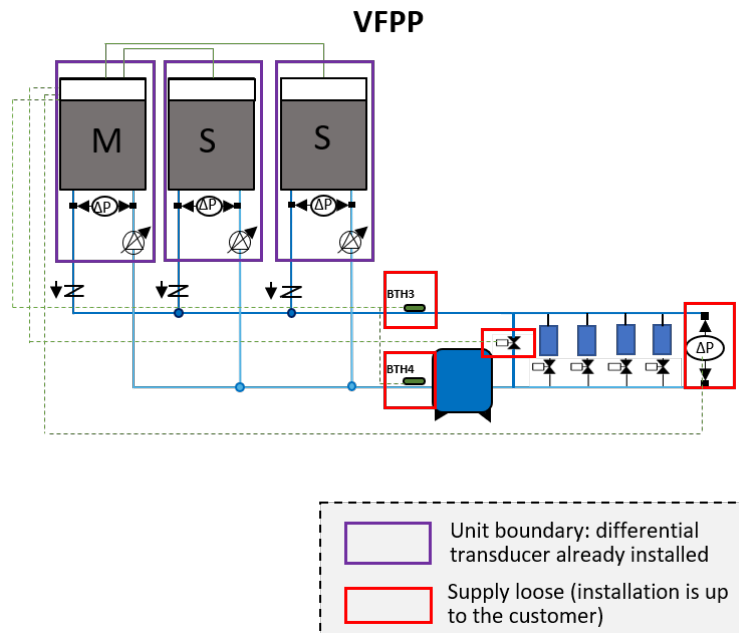 VFPP
M
S
S
ΔP
ΔP
ΔP
BTH3
ΔP
BTH4
Unit boundary: differential
transducer already installed
Supply loose (installation is up
to the customer)